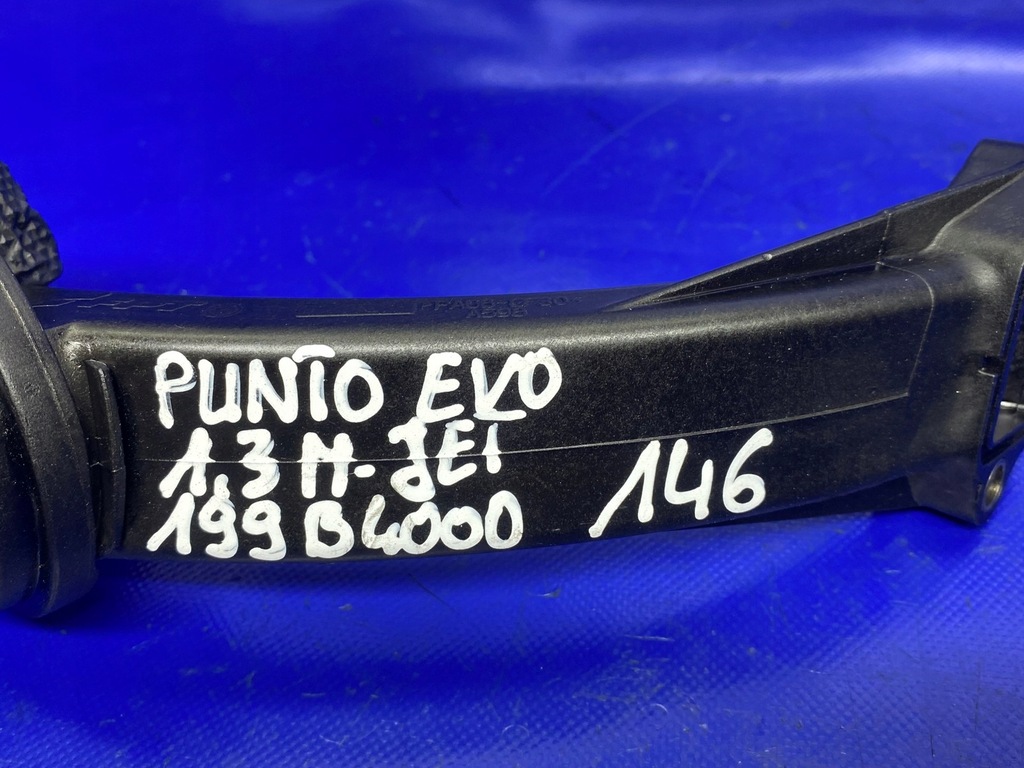 PUNTO EVO
1,3 M-JET
199B4000
146